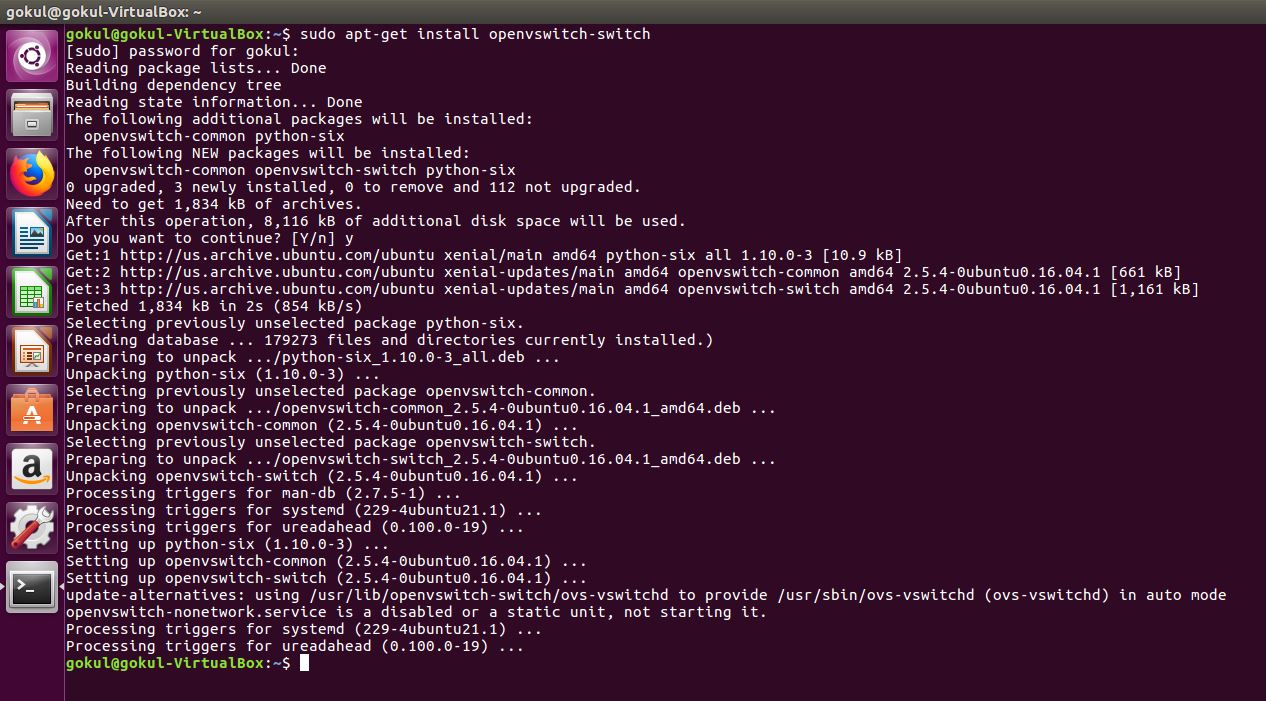 gokul@gokul-VirtualBox: ~
gokul@gokul-VirtualBox:~$ sudo apt-get install openvswitch-switch
[sudo] password for gokul:
Reading package lists... Done
Building dependency tree
Reading state information... Done
The following additional packages will be installed:
  openvswitch-common python-six
The following NEW packages will be installed:
  openvswitch-common openvswitch-switch python-six
0 upgraded, 3 newly installed, 0 to remove and 112 not upgraded.
Need to get 1,834 kB of archives.
After this operation, 8,116 kB of additional disk space will be used.
Do you want to continue? [Y/n] y
Get:1 http://us.archive.ubuntu.com/ubuntu xenial/main amd64 python-six all 1.10.0-3 [10.9 kB]
Get:2 http://us.archive.ubuntu.com/ubuntu xenial-updates/main amd64 openvswitch-common amd64 2.5.4-0ubuntu0.16.04.1 [661 kB]
Get:3 http://us.archive.ubuntu.com/ubuntu xenial-updates/main amd64 openvswitch-switch amd64 2.5.4-0ubuntu0.16.04.1 [1,161 kB]
Fetched 1,834 kB in 2s (854 kB/s)
Selecting previously unselected package python-six.
(Reading database ... 179273 files and directories currently installed.)
Preparing to unpack .../python-six_1.10.0-3_all.deb ...
Unpacking python-six (1.10.0-3) ...
Selecting previously unselected package openvswitch-common.
Preparing to unpack .../openvswitch-common_2.5.4-0ubuntu0.16.04.1_amd64.deb ...
Unpacking openvswitch-common (2.5.4-0ubuntu0.16.04.1) ...
Selecting previously unselected package openvswitch-switch.
Preparing to unpack .../openvswitch-switch_2.5.4-0ubuntu0.16.04.1_amd64.deb ...
Unpacking openvswitch-switch (2.5.4-0ubuntu0.16.04.1) ...
Processing triggers for man-db (2.7.5-1) ...
Processing triggers for systemd (229-4ubuntu21.1) ...
Processing triggers for ureadahead (0.100.0-19) ...
Setting up python-six (1.10.0-3) ...
Setting up openvswitch-common (2.5.4-0ubuntu0.16.04.1) ...
Setting up openvswitch-switch (2.5.4-0ubuntu0.16.04.1) ...
update-alternatives: using /usr/lib/openvswitch-switch/ovs-vswitchd to provide /usr/sbin/ovs-vswitchd (ovs-vswitchd) in auto mode
openvswitch-nonetwork.service is a disabled or a static unit, not starting it.
Processing triggers for systemd (229-4ubuntu21.1) ...
Processing triggers for ureadahead (0.100.0-19) ...
gokul@gokul-VirtualBox:~$